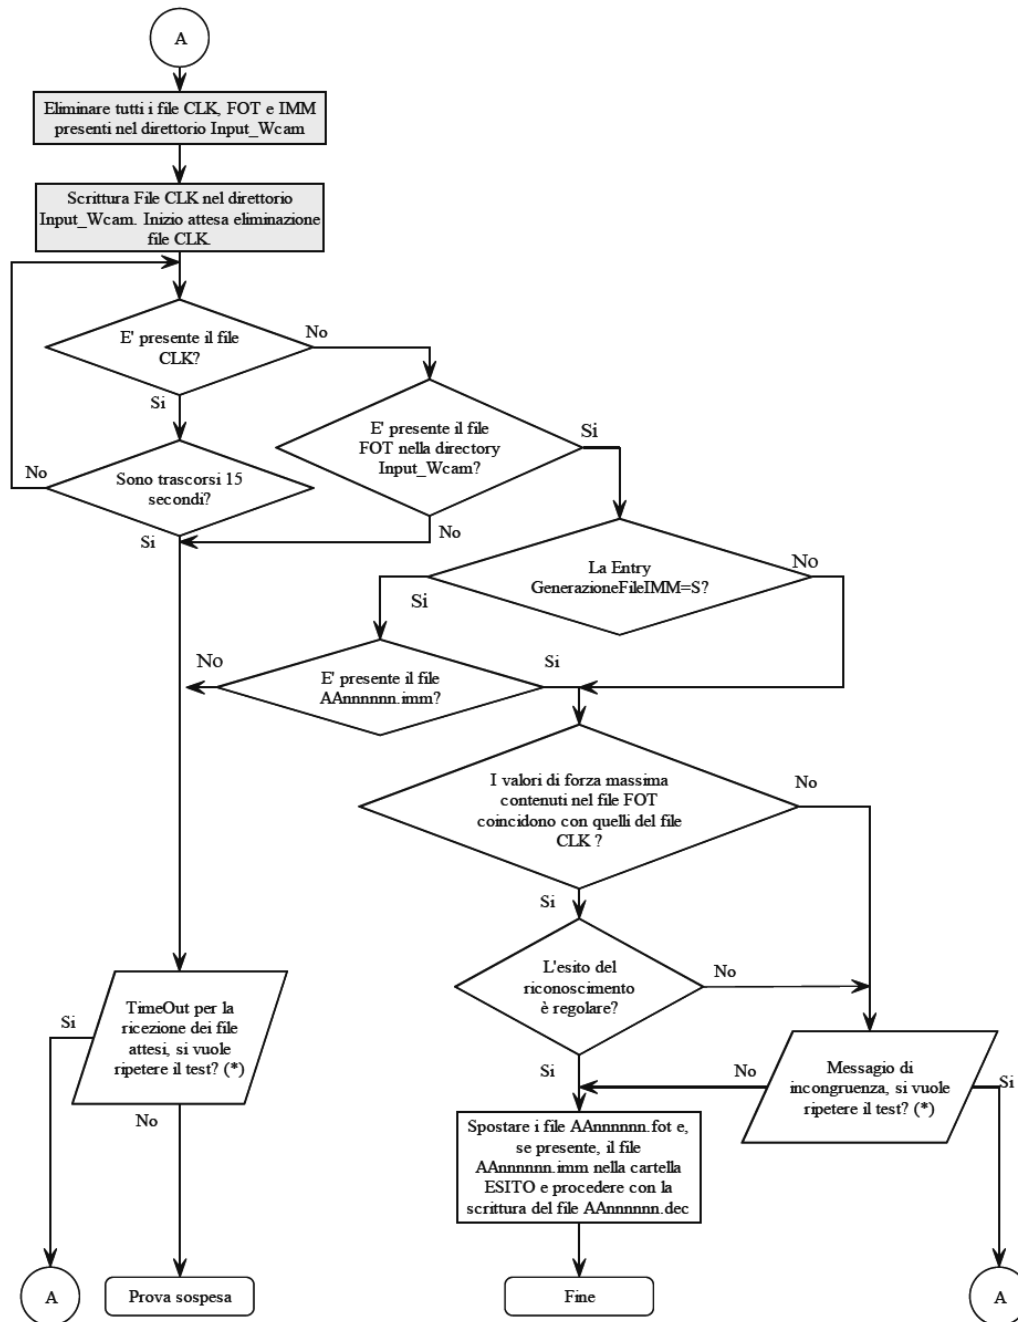 A
Eliminare tutti i file CLK, FOT e IMM
presenti nel direttorio Input_Wcam
Scrittura File CLK nel direttorio
Input_Wcam. Inizio attesa eliminazione
file CLK.
E' presente il file
CLK?
No
Si
E' presente il file
FOT nella directory
Input_Wcam?
Si
No
Sono trascorsi 15
secondi?
No
Si
La Entry
GenerazioneFileIMM=S?
No
Si
E' presente il file
AAnnnnnn.imm?
No
Si
I valori di forza massima
contenuti nel file FOT
coincidono con quelli del file
CLK ?
No
Si
L'esito del
riconoscimento
è regolare?
No
Si
TimeOut per la
ricezione dei file
attesi, si vuole
ripetere il test? (*)
Si
No
Messagio di
incongruenza, si vuole
ripetere il test? (*)
No
Si
Spostare i file AAnnnnnn.fot e,
se presente, il file
AAnnnnnn.imm nella cartella
ESITO e procedere con la
scrittura del file AAnnnnnn.dec
A
Prova sospesa
Fine
A